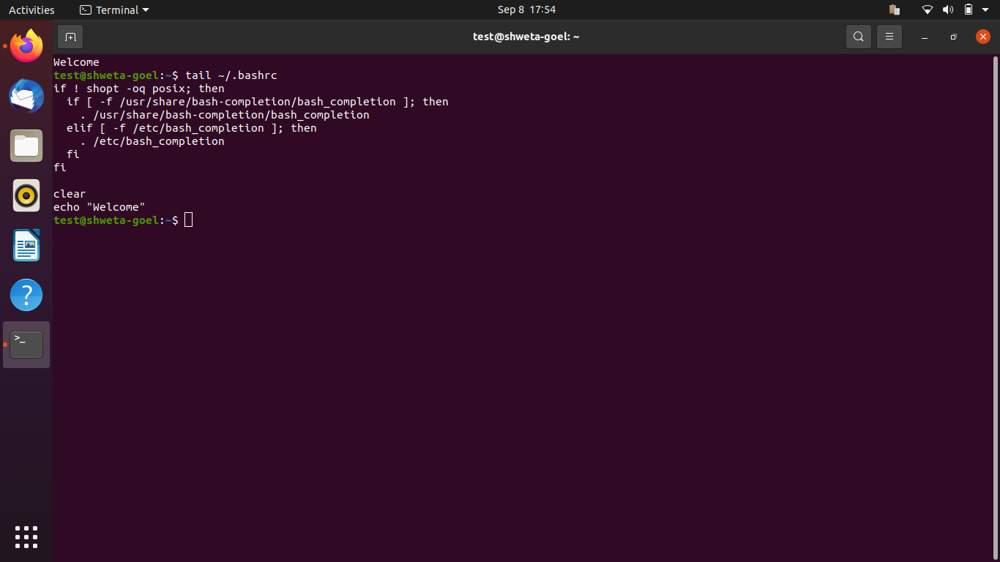 Activities
Terminal
Sep 8 17:54
test@shweta-goel: ~
Welcome
test@shweta-goel:~$ tail ~/.bashrc
if ! shopt -oq posix; then
  if [ -f /usr/share/bash-completion/bash_completion ]; then
    . /usr/share/bash-completion/bash_completion
  elif [ -f /etc/bash_completion ]; then
    . /etc/bash_completion
  fi
fi

clear
echo "Welcome"
test@shweta-goel:~$
?
>_